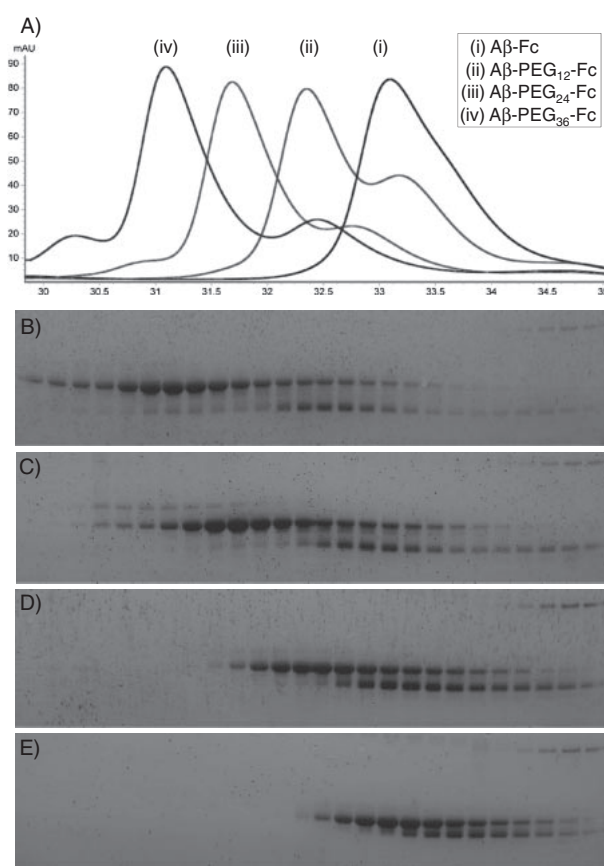 A)
mAU
(iv) (iii) (ii) (i)
(i) Aβ-Fc
(ii) Aβ-PEG12-Fc
(iii) Aβ-PEG24-Fc
(iv) Aβ-PEG36-Fc
90
80
70
60
50
40
30
20
10
30 30.5 31 31.5 32 32.5 33 33.5 34 34.5 35
B)
C)
D)
E)